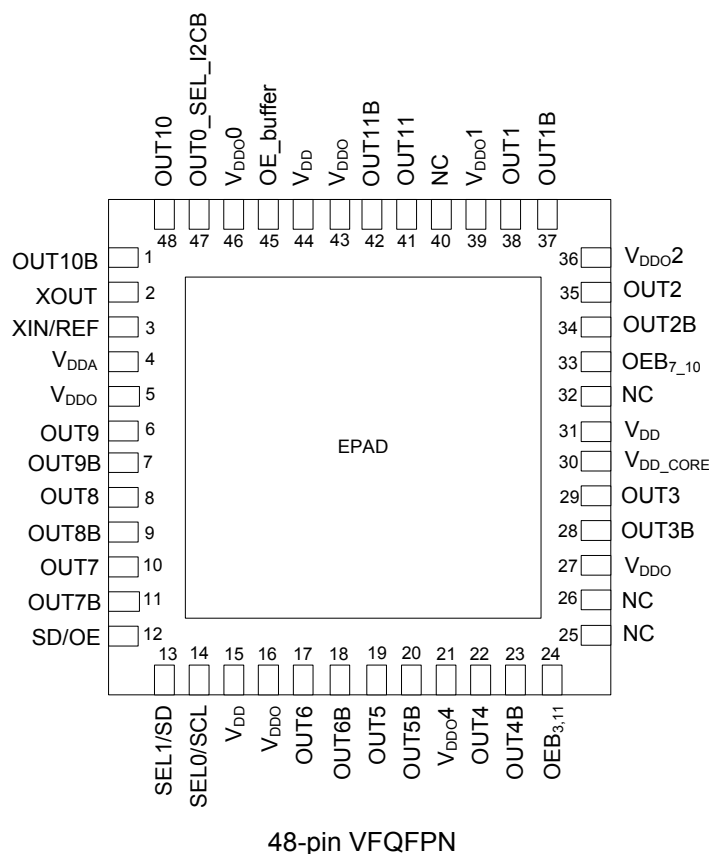 OUT10
OUT0_SEL_I2CB
VDDO0
OE_buffer
VDD
VDDO
OUT11B
OUT11
NC
VDDO1
OUT1
OUT1B
48 47 46 45 44 43 42 41 40 39 38 37
OUT10B 1
XOUT 2
XIN/REF 3
VDDA 4
VDDO 5
OUT9 6
OUT9B 7
OUT8 8
OUT8B 9
OUT7 10
OUT7B 11
SD/OE 12
EPAD
36 VDDO2
35 OUT2
34 OUT2B
33 OEB7_10
32 NC
31 VDD
30 VDD_CORE
29 OUT3
28 OUT3B
27 VDDO
26 NC
25 NC
13 14 15 16 17 18 19 20 21 22 23 24
SEL1/SD
SEL0/SCL
VDD
VDDO
OUT6
OUT6B
OUT5
OUT5B
VDDO4
OUT4
OUT4B
OEB3,11
48-pin VFQFPN